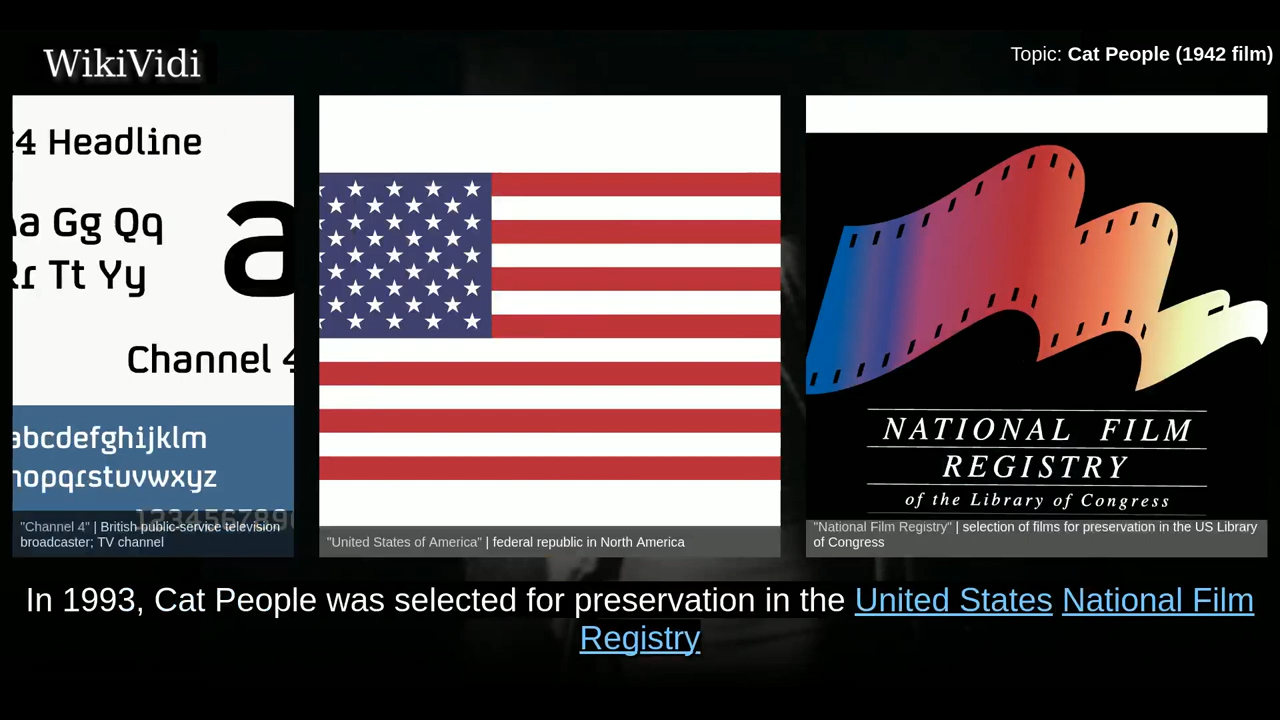 WikiVidi
Topic: Cat People (1942 film)
4 Headline
a Gg Qq
Rr Tt Yy
a
Channel 4
abcdefghijklm
nopqrstuvwxyz
1234567890
"Channel 4" | British public-service television
broadcaster; TV channel
"United States of America" | federal republic in North America
NATIONAL FILM
REGISTRY
of the Library of Congress
"National Film Registry" | selection of films for preservation in the US Library
of Congress
In 1993, Cat People was selected for preservation in the United States National Film
Registry